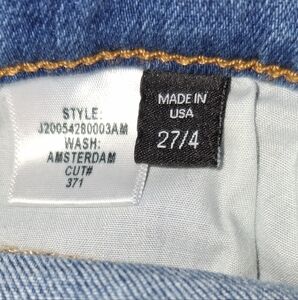 STYLE:
J20054280003AM
WASH:
AMSTERDAM
CUT#
371
MADE IN
USA
27/4